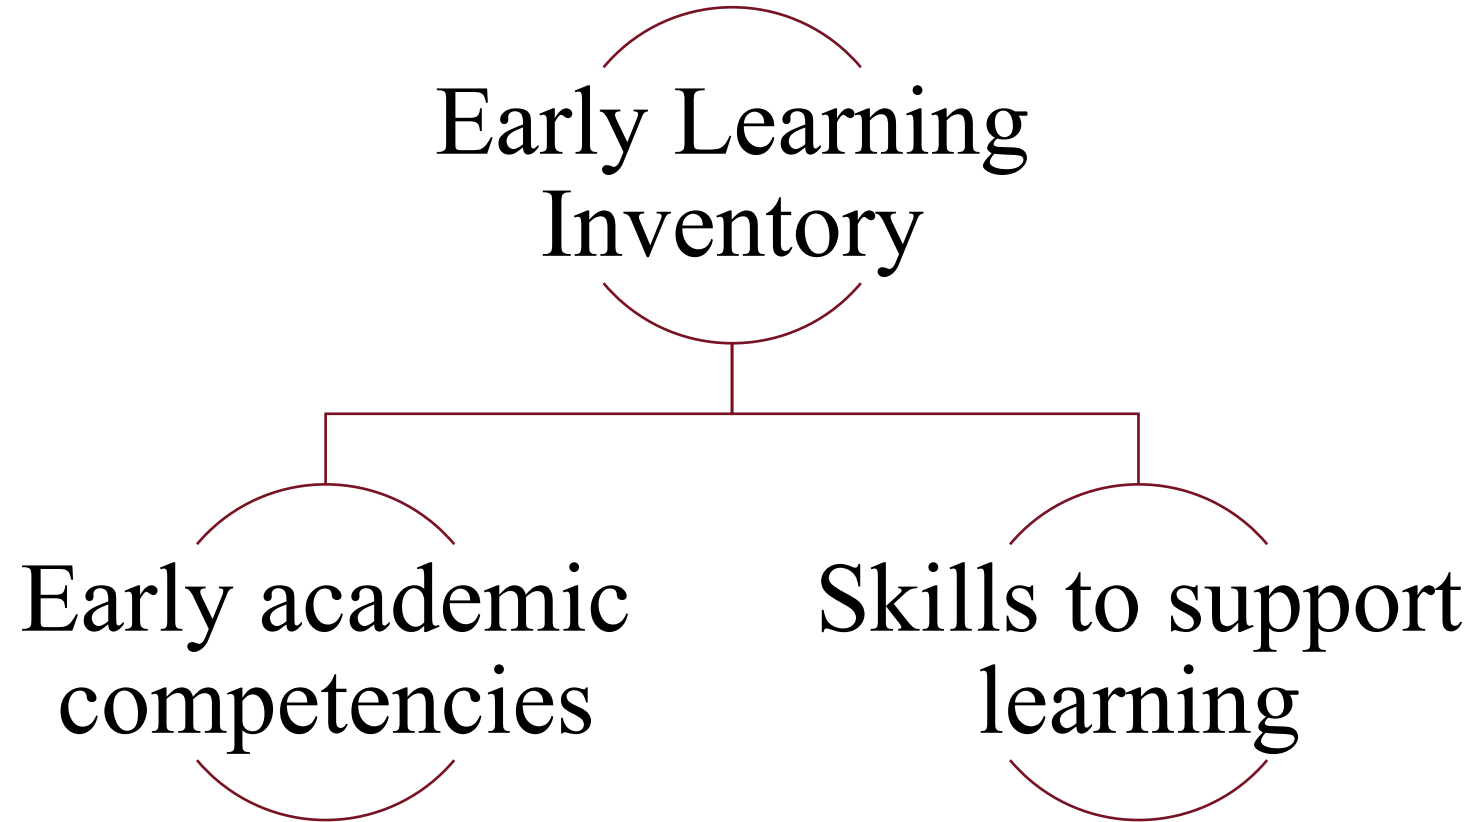 Early Learning
Inventory
Early academic
competencies
Skills to support
learning